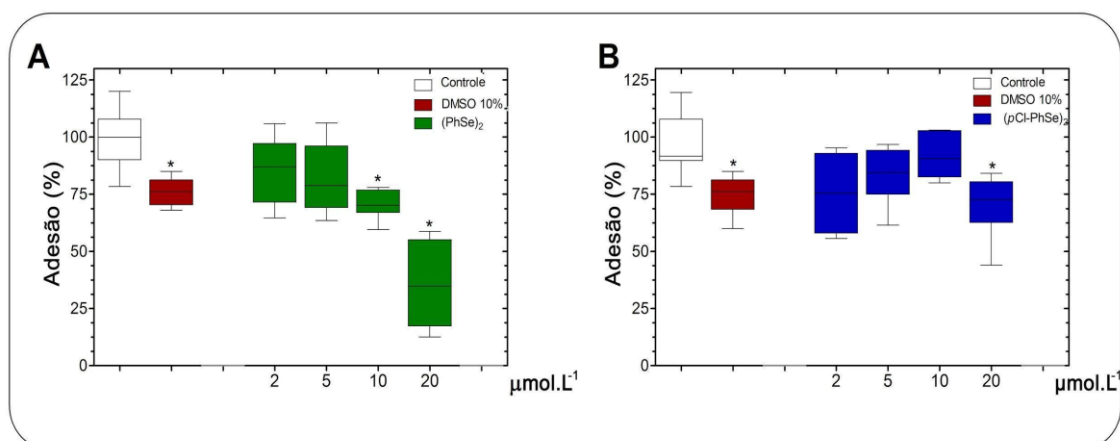 A
Adesão (%)
125
100
75
50
25
0
Controle
DMSO 10%
(PhSe)₂
*
*
*
2 5 10 20 μmol.L⁻¹
B
Adesão (%)
125
100
75
50
25
0
Controle
DMSO 10%
(pCl-PhSe)₂
*
*
2 5 10 20 μmol.L⁻¹